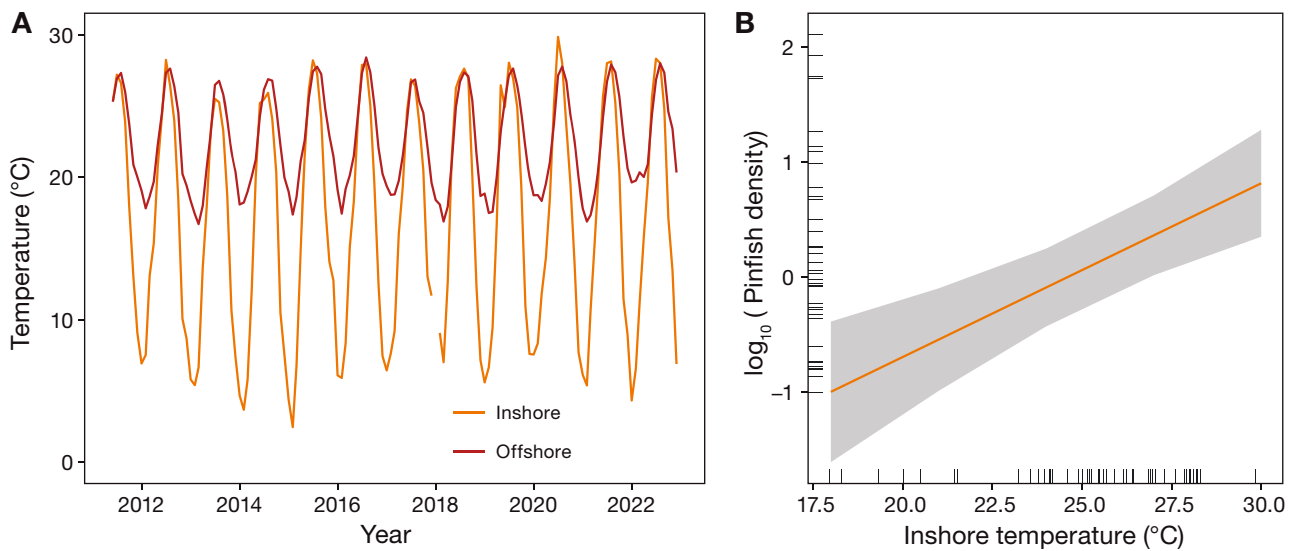 A
Temperature (°C)
30
20
10
0
2012 2014 2016 2018 2020 2022
Year
Inshore
Offshore
B
log10 ( Pinfish density)
2
1
0
−1
17.5 20.0 22.5 25.0 27.5 30.0
Inshore temperature (°C)